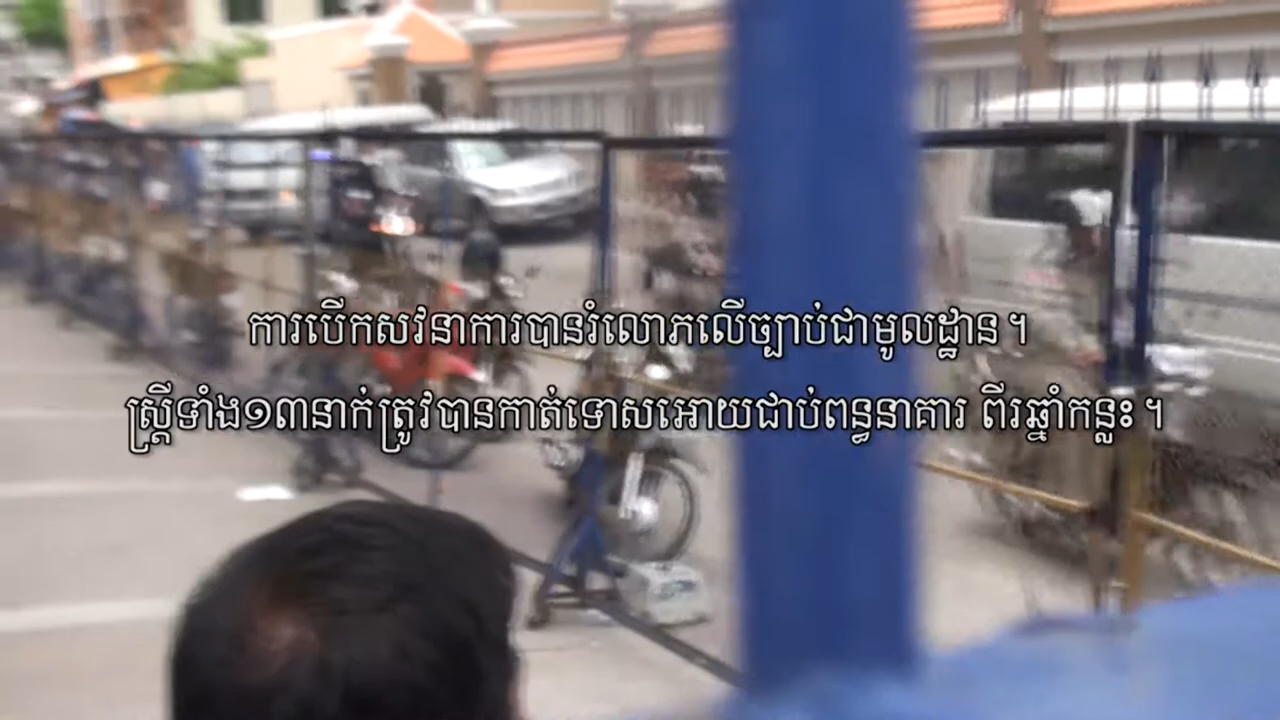 ការបើកសវនាការបានរំលោភលើច្បាប់ជាមូលដ្ឋាន។
ស្ត្រីទាំង១៣នាក់ត្រូវបានកាត់ទោសអោយជាប់ពន្ធនាគារ ពីរឆ្នាំកន្លះ។